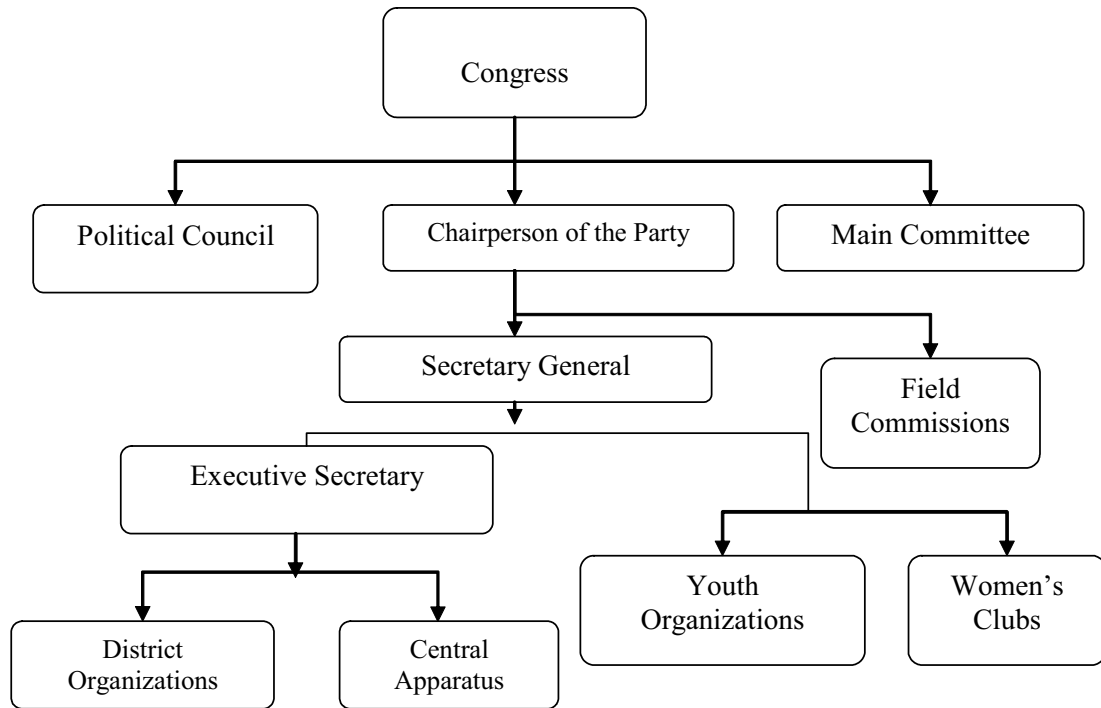 Congress
Political Council
Chairperson of the Party
Main Committee
Secretary General
Field
Commissions
Executive Secretary
Youth
Organizations
Women’s
Clubs
District
Organizations
Central
Apparatus